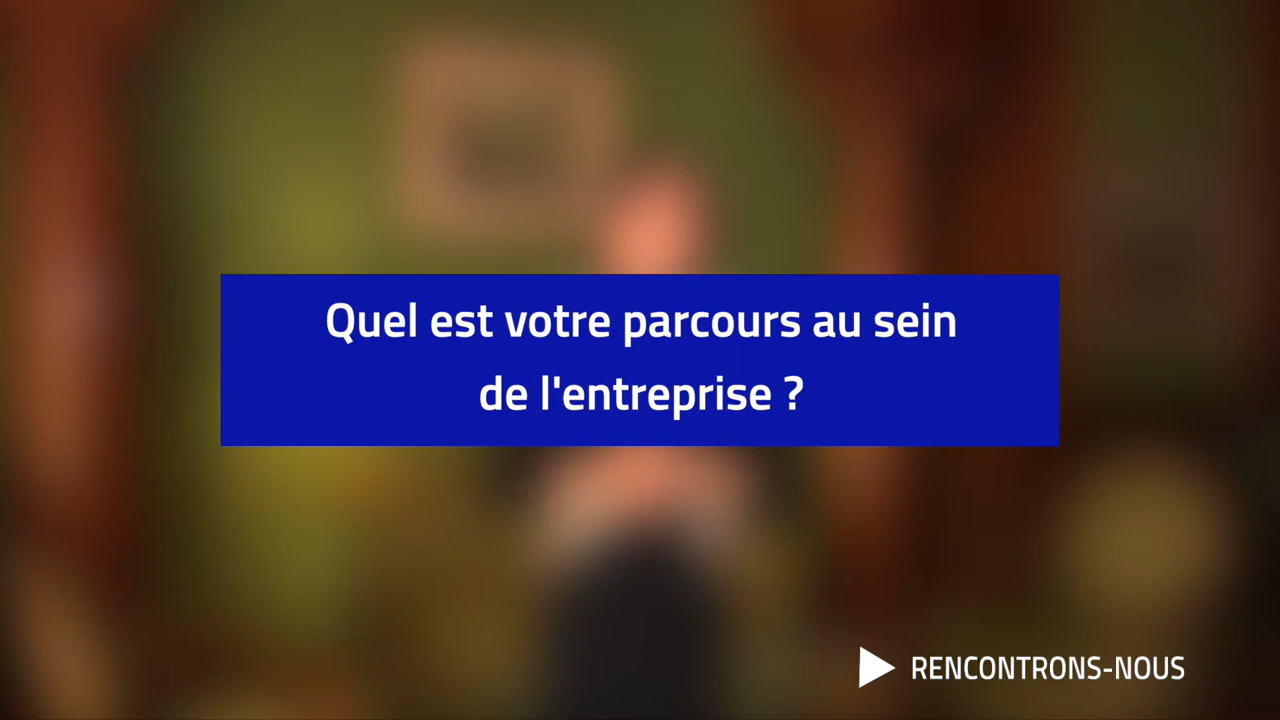 Quel est votre parcours au sein
de l'entreprise ?
RENCONTRONS-NOUS